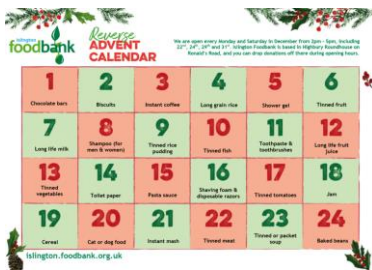 islington
foodbank
Reverse
ADVENT
CALENDAR
We are open every Monday and Saturday in December from 2pm - 5pm, including
22nd, 24th, 29th and 31st. Islington Foodbank is based in Highbury Roundhouse on
Ronald's Road, and you can drop donations off there during opening hours.
1
Chocolate bars
2
Biscuits
3
Instant coffee
4
Long grain rice
5
Shower gel
6
Tinned fruit
7
Long life milk
8
Shampoo (for
men & women)
9
Tinned rice
pudding
10
Tinned fish
11
Toothpaste &
toothbrushes
12
Long life fruit
juice
13
Tinned
vegetables
14
Toilet paper
15
Pasta sauce
16
Shaving foam &
disposable razors
17
Tinned tomatoes
18
Jam
19
Cereal
20
Cat or dog food
21
Instant mash
22
Tinned meat
23
Tinned or packet
soup
24
Baked beans
islington.foodbank.org.uk